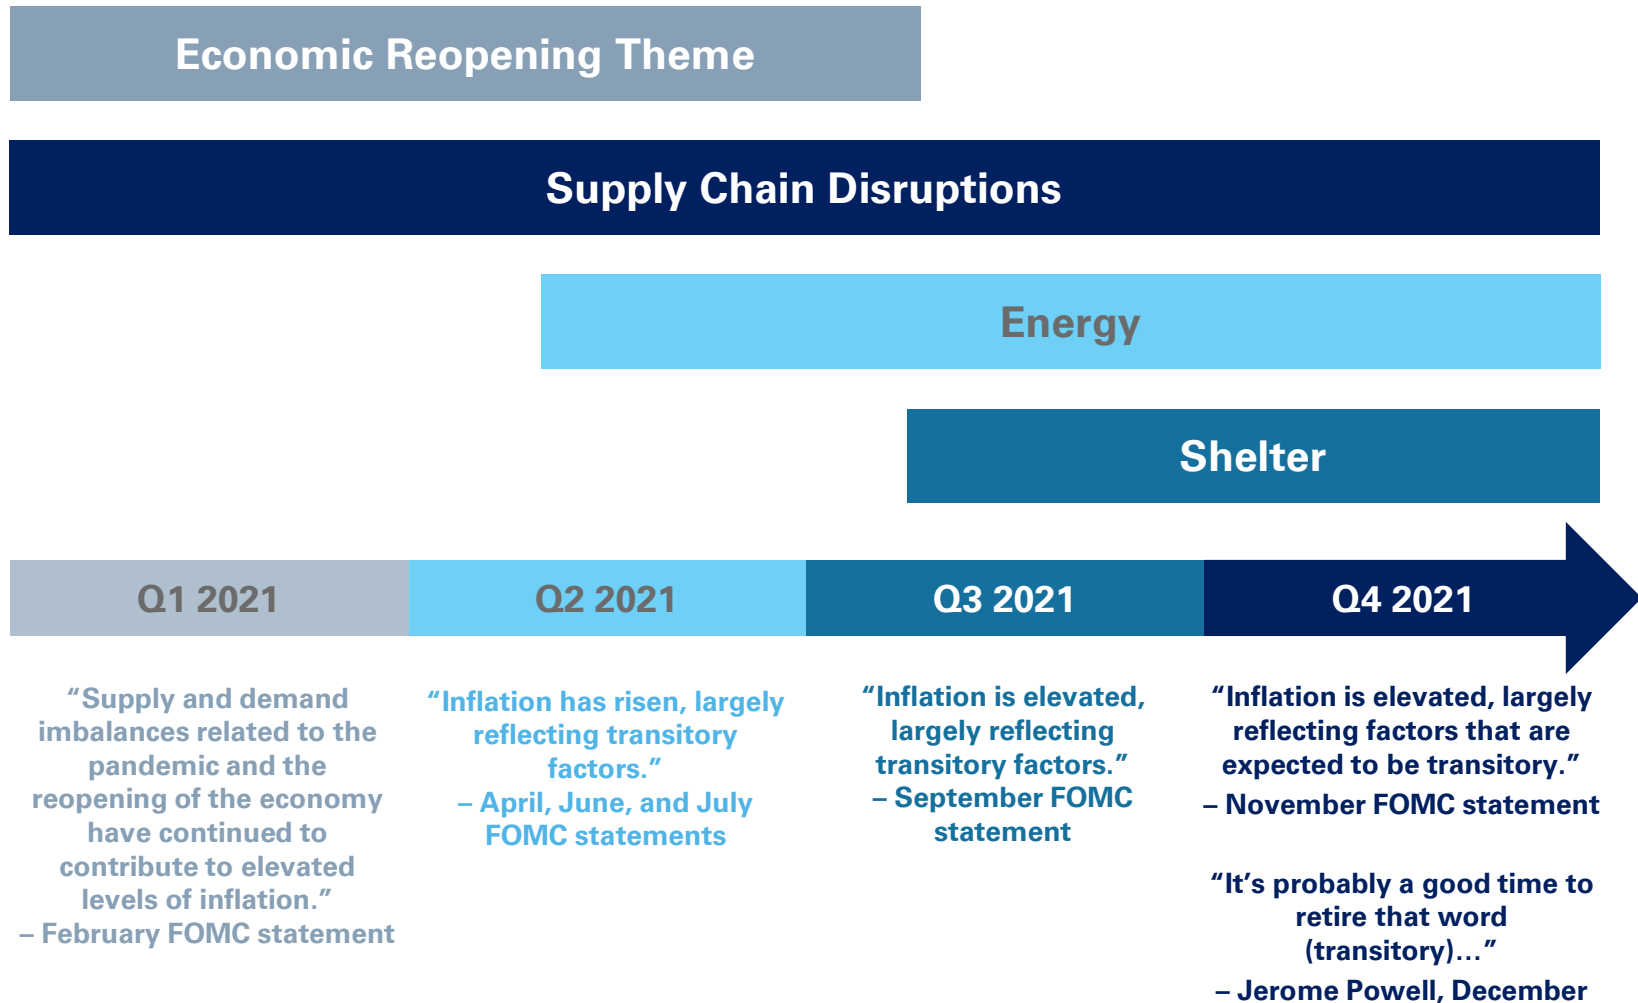 Economic Reopening Theme
Supply Chain Disruptions
Energy
Shelter
Q1 2021
Q2 2021
Q3 2021
Q4 2021
“Supply and demand
imbalances related to the
pandemic and the
reopening of the economy
have continued to
contribute to elevated
levels of inflation.”
– February FOMC statement
“Inflation has risen, largely
reflecting transitory
factors.”
– April, June, and July
FOMC statements
“Inflation is elevated,
largely reflecting
transitory factors.”
– September FOMC
statement
“Inflation is elevated, largely
reflecting factors that are
expected to be transitory.”
– November FOMC statement
“It’s probably a good time to
retire that word
(transitory)…”
– Jerome Powell, December